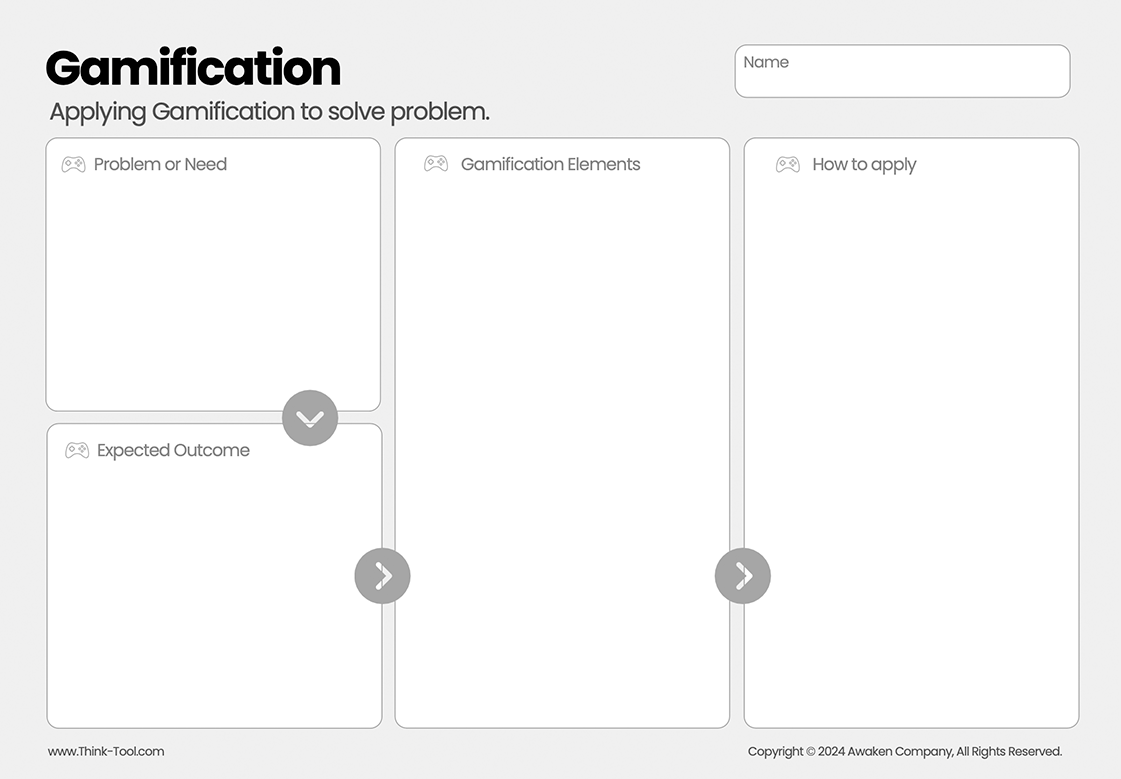 Gamification
Applying Gamification to solve problem.
Name
Problem or Need
Expected Outcome
Gamification Elements
How to apply
www.Think-Tool.com
Copyright © 2024 Awaken Company, All Rights Reserved.